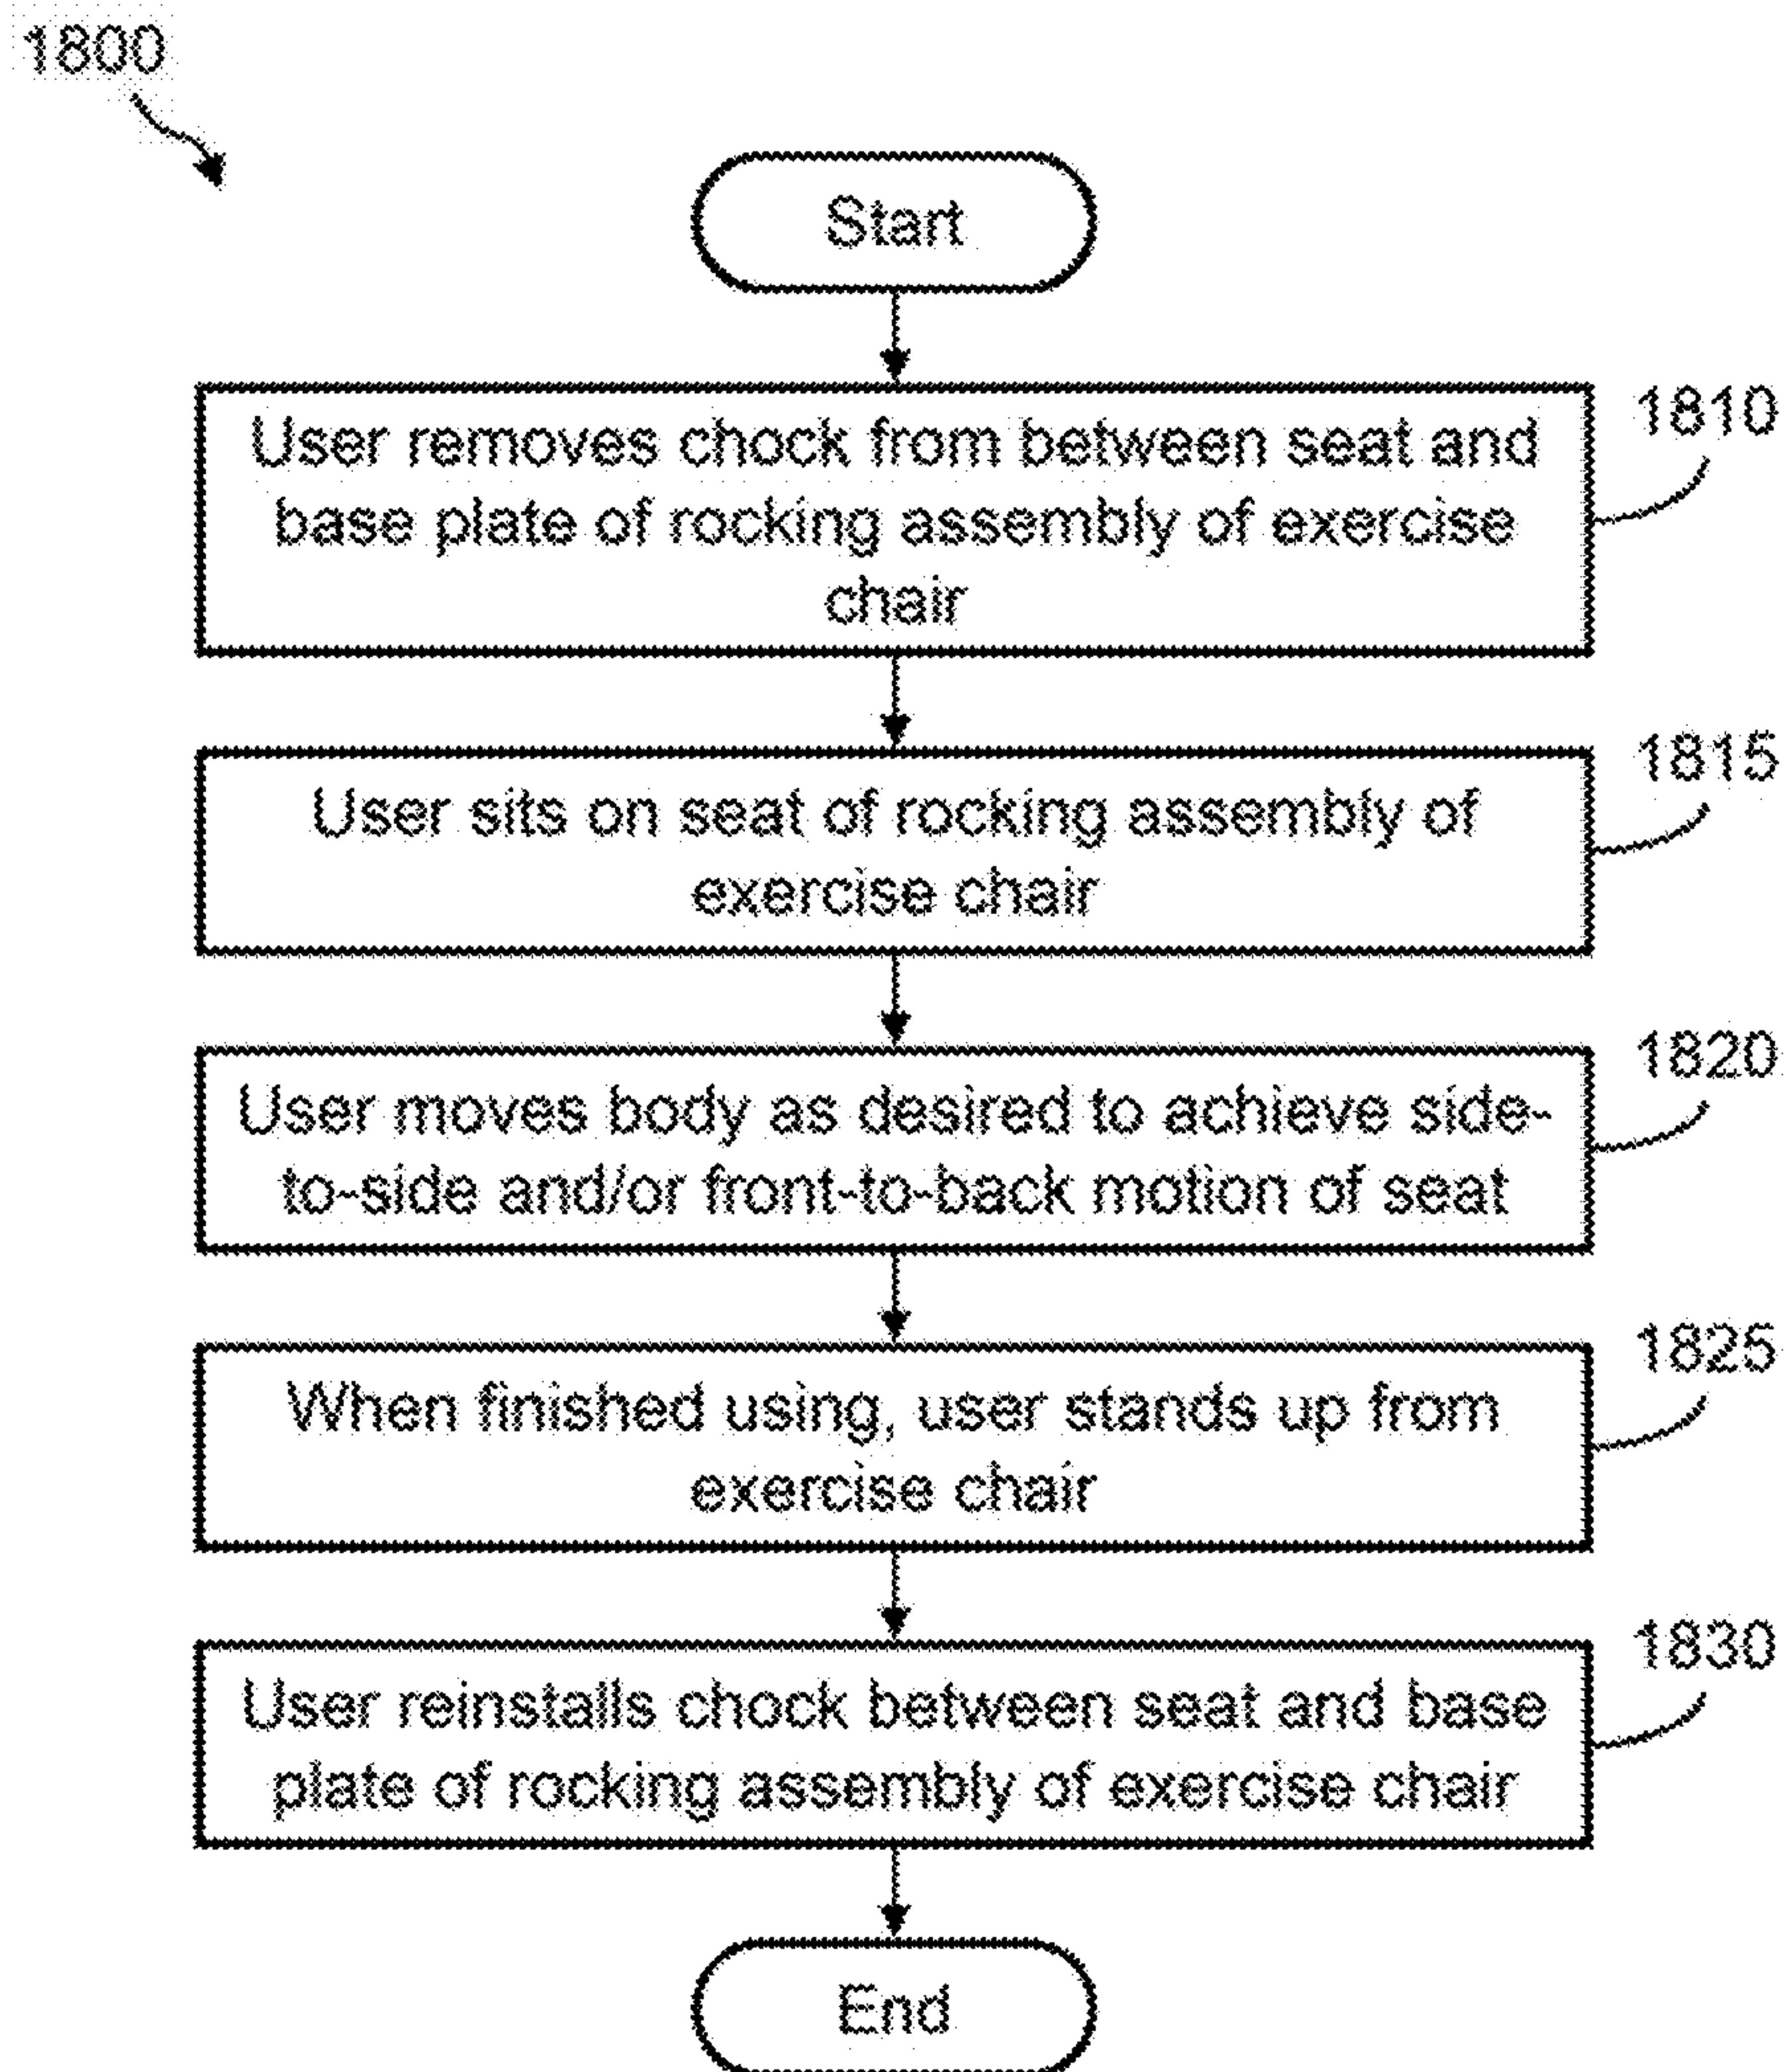 1800
Start
User removes chock from between seat and
base plate of rocking assembly of exercise
chair
1810
User sits on seat of rocking assembly of
exercise chair
1815
User moves body as desired to achieve side-
to-side and/or front-to-back motion of seat
1820
When finished using, user stands up from
exercise chair
1825
User reinstalls chock between seat and base
plate of rocking assembly of exercise chair
1830
End